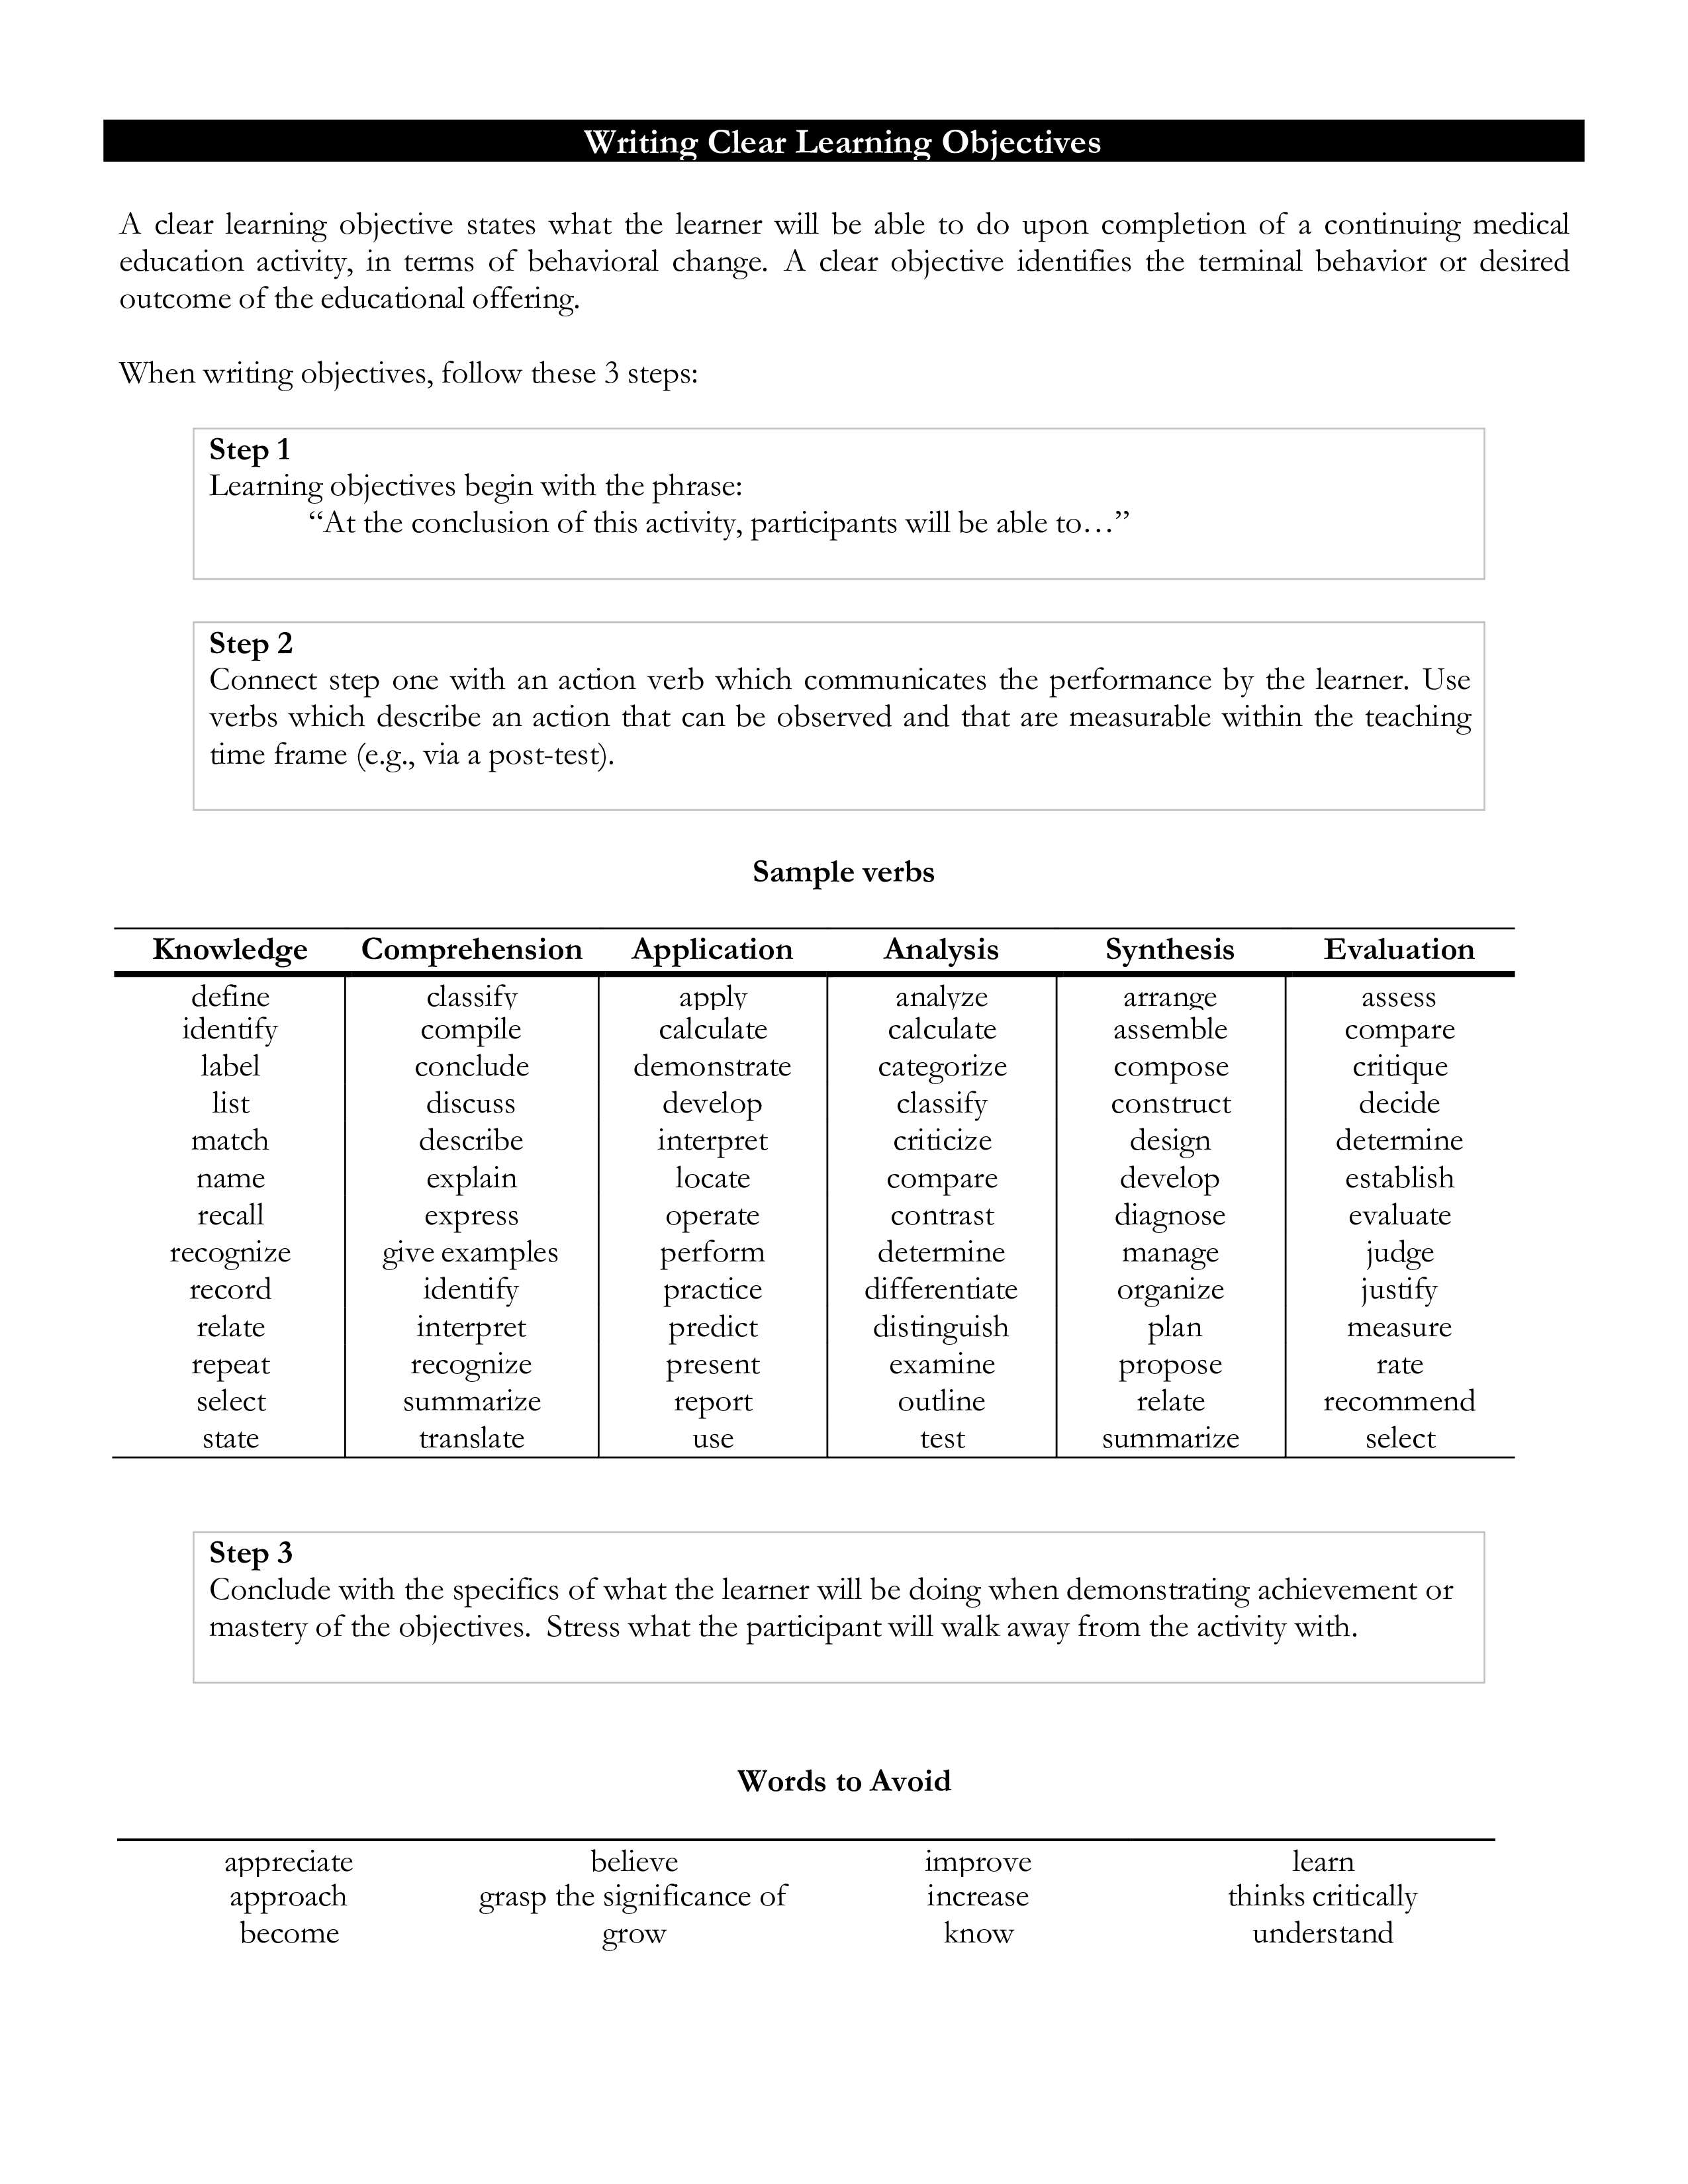 Writing Clear Learning Objectives
A clear learning objective states what the learner will be able to do upon completion of a continuing medical
education activity, in terms of behavioral change. A clear objective identifies the terminal behavior or desired
outcome of the educational offering.
When writing objectives, follow these 3 steps:
Step 1
Learning objectives begin with the phrase:
“At the conclusion of this activity, participants will be able to…”
Step 2
Connect step one with an action verb which communicates the performance by the learner. Use
verbs which describe an action that can be observed and that are measurable within the teaching
time frame (e.g., via a post-test).
Sample verbs
Knowledge Comprehension Application Analysis Synthesis Evaluation
define classify apply analyze arrange assess
identify compile calculate calculate assemble compare
label conclude demonstrate categorize compose critique
list discuss develop classify construct decide
match describe interpret criticize design determine
name explain locate compare develop establish
recall express operate contrast diagnose evaluate
recognize give examples perform determine manage judge
record identify practice differentiate organize justify
relate interpret predict distinguish plan measure
repeat recognize present examine propose rate
select summarize report outline relate recommend
state translate use test summarize select
Step 3
Conclude with the specifics of what the learner will be doing when demonstrating achievement or
mastery of the objectives. Stress what the participant will walk away from the activity with.
Words to Avoid
appreciate believe improve learn
approach grasp the significance of increase thinks critically
become grow know understand